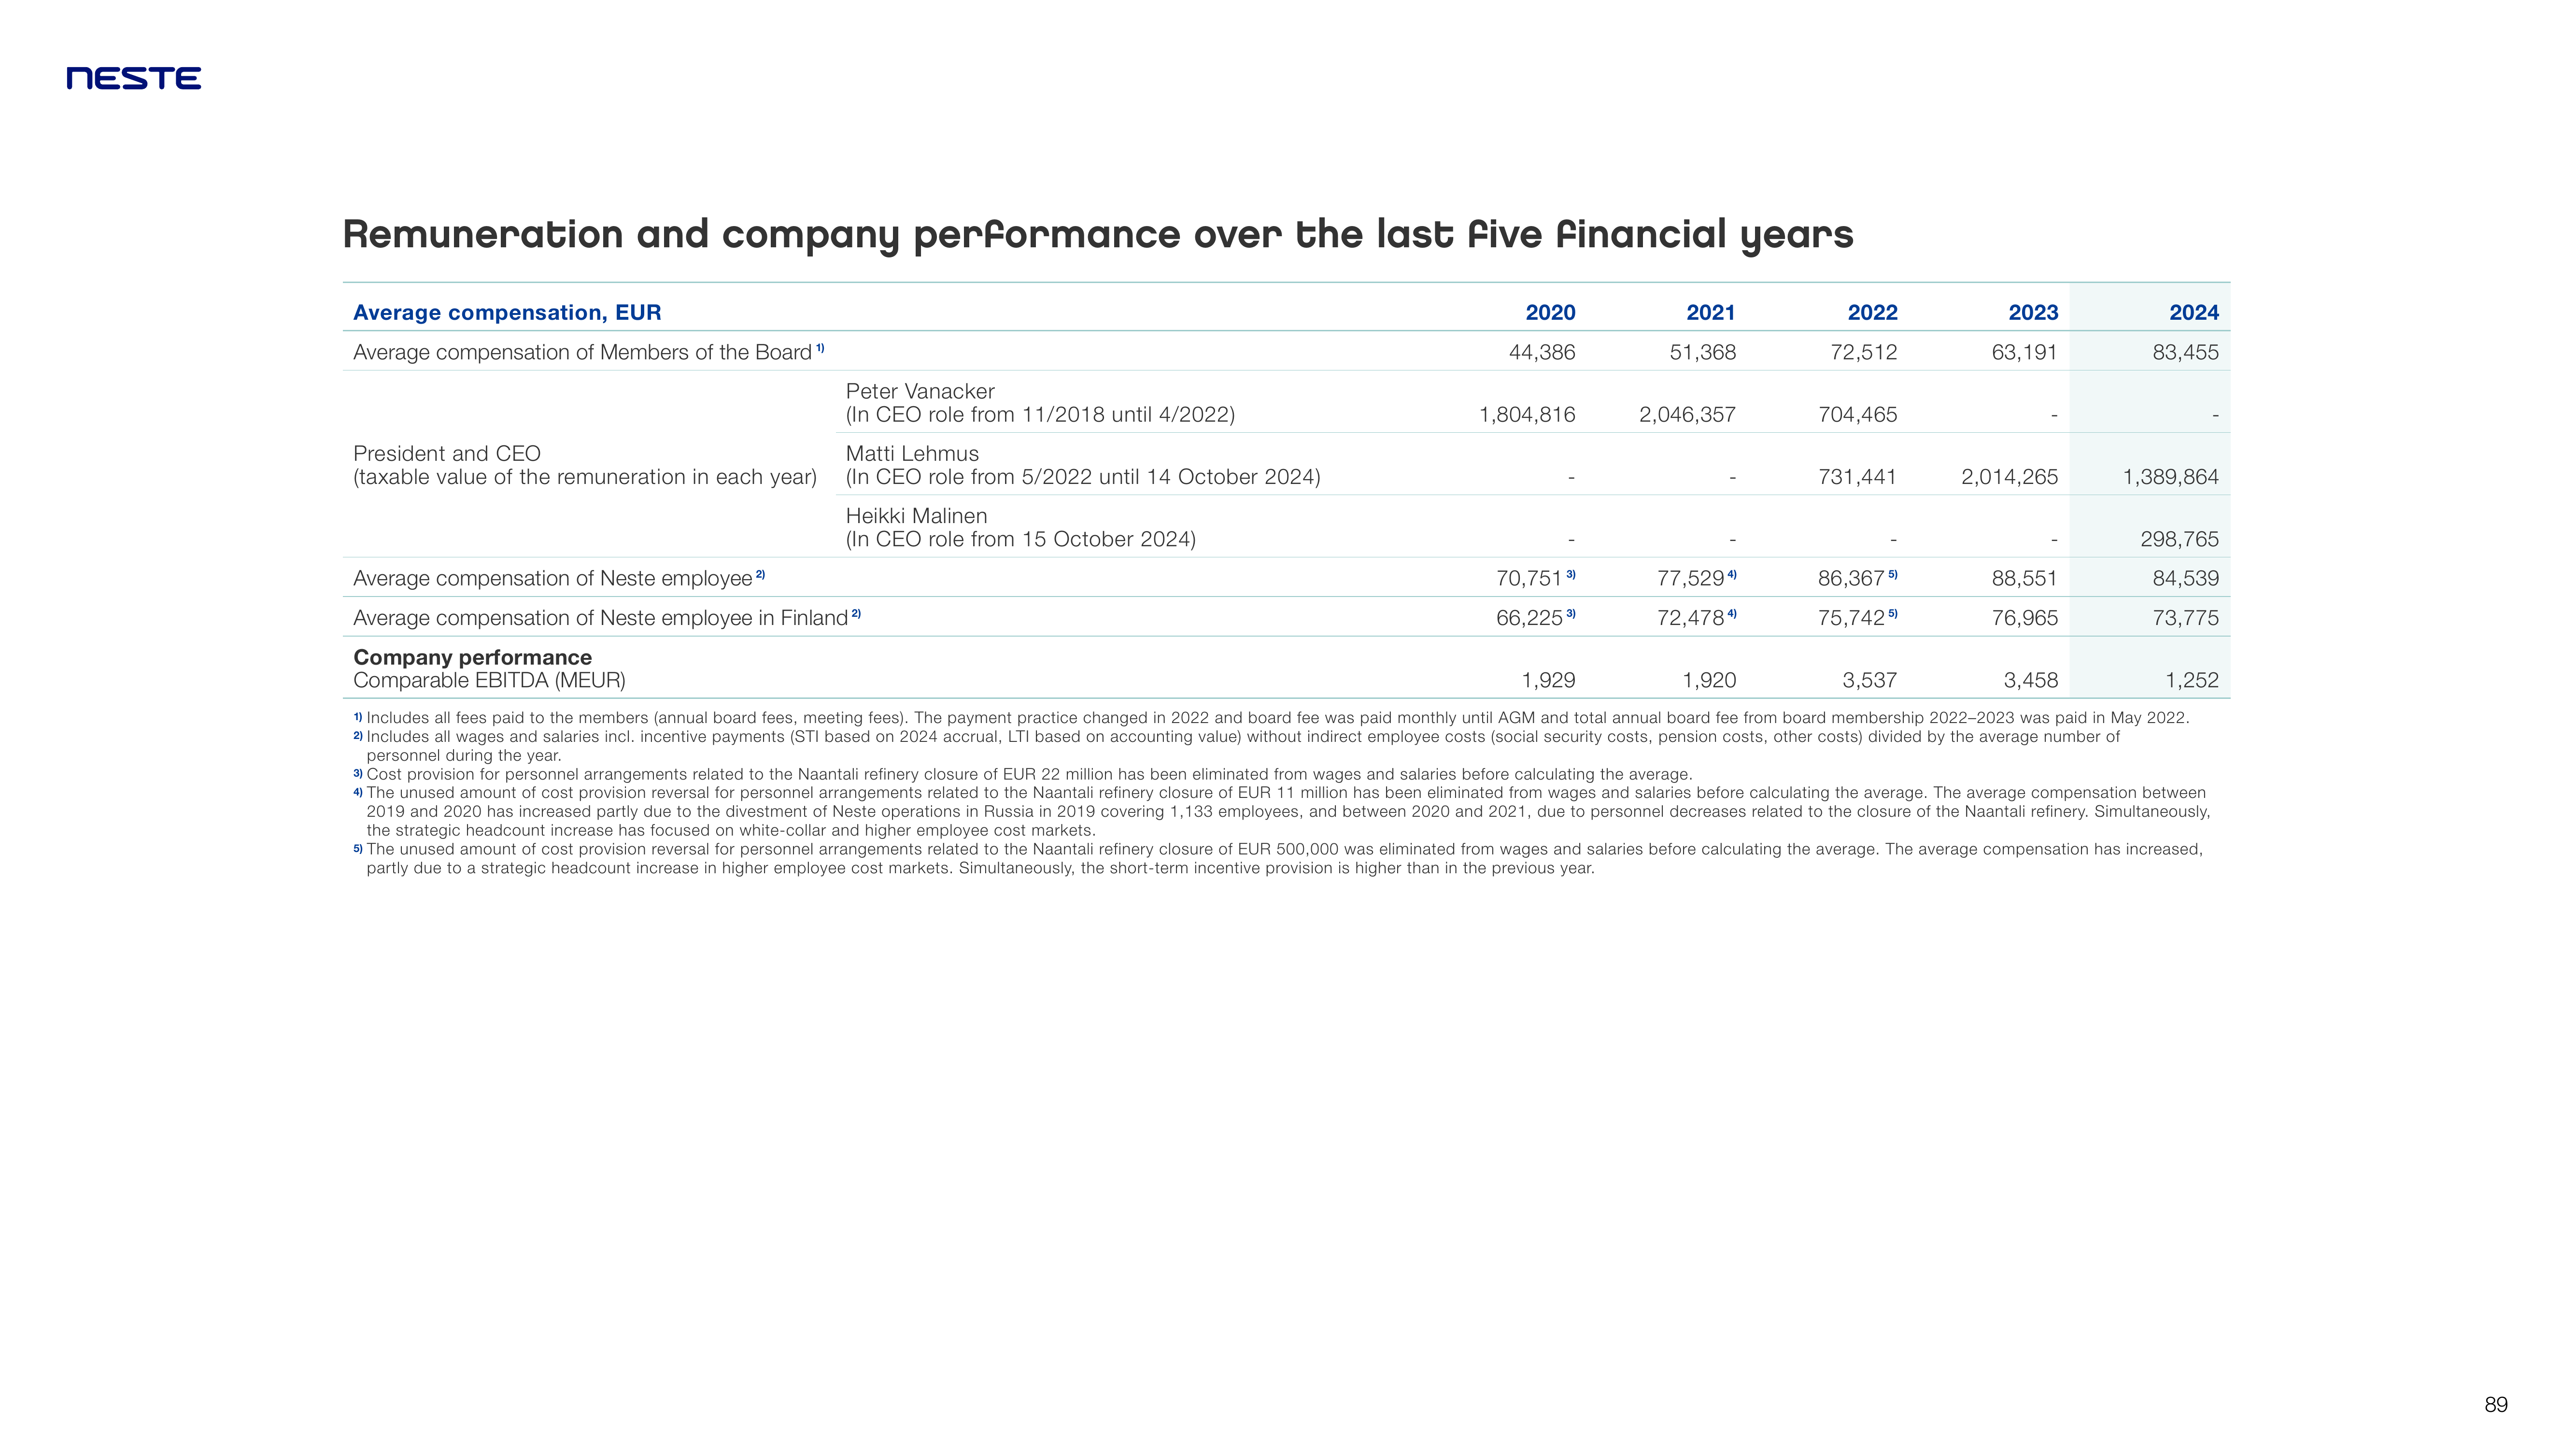 NESTE
Remuneration and company performance over the last five financial years
Average compensation, EUR 2020 2021 2022 2023 2024
Average compensation of Members of the Board 1) 44,386 51,368 72,512 63,191 83,455
President and CEO
(taxable value of the remuneration in each year)
Peter Vanacker
(In CEO role from 11/2018 until 4/2022) 1,804,816 2,046,357 704,465 - -
Matti Lehmus
(In CEO role from 5/2022 until 14 October 2024) - - 731,441 2,014,265 1,389,864
Heikki Malinen
(In CEO role from 15 October 2024) - - - - 298,765
Average compensation of Neste employee 2) 70,751 3) 77,529 4) 86,367 5) 88,551 84,539
Average compensation of Neste employee in Finland 2) 66,225 3) 72,478 4) 75,742 5) 76,965 73,775
Company performance
Comparable EBITDA (MEUR) 1,929 1,920 3,537 3,458 1,252
1) Includes all fees paid to the members (annual board fees, meeting fees). The payment practice changed in 2022 and board fee was paid monthly until AGM and total annual board fee from board membership 2022–2023 was paid in May 2022.
2) Includes all wages and salaries incl. incentive payments (STI based on 2024 accrual, LTI based on accounting value) without indirect employee costs (social security costs, pension costs, other costs) divided by the average number of
personnel during the year.
3) Cost provision for personnel arrangements related to the Naantali refinery closure of EUR 22 million has been eliminated from wages and salaries before calculating the average.
4) The unused amount of cost provision reversal for personnel arrangements related to the Naantali refinery closure of EUR 11 million has been eliminated from wages and salaries before calculating the average. The average compensation between
2019 and 2020 has increased partly due to the divestment of Neste operations in Russia in 2019 covering 1,133 employees, and between 2020 and 2021, due to personnel decreases related to the closure of the Naantali refinery. Simultaneously,
the strategic headcount increase has focused on white-collar and higher employee cost markets.
5) The unused amount of cost provision reversal for personnel arrangements related to the Naantali refinery closure of EUR 500,000 was eliminated from wages and salaries before calculating the average. The average compensation has increased,
partly due to a strategic headcount increase in higher employee cost markets. Simultaneously, the short-term incentive provision is higher than in the previous year.
89